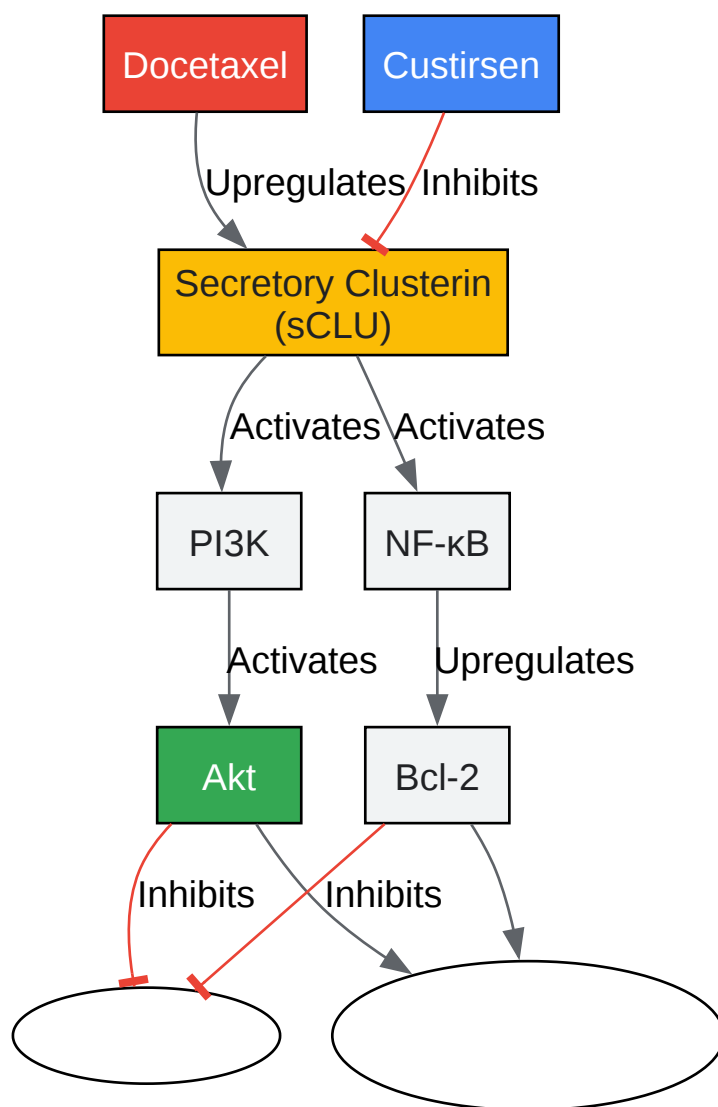 Docetaxel
Custirsen
Upregulates
Inhibits
Secretory Clusterin
(sCLU)
Activates
Activates
PI3K
NF-κB
Activates
Upregulates
Akt
Bcl-2
Inhibits
Inhibits